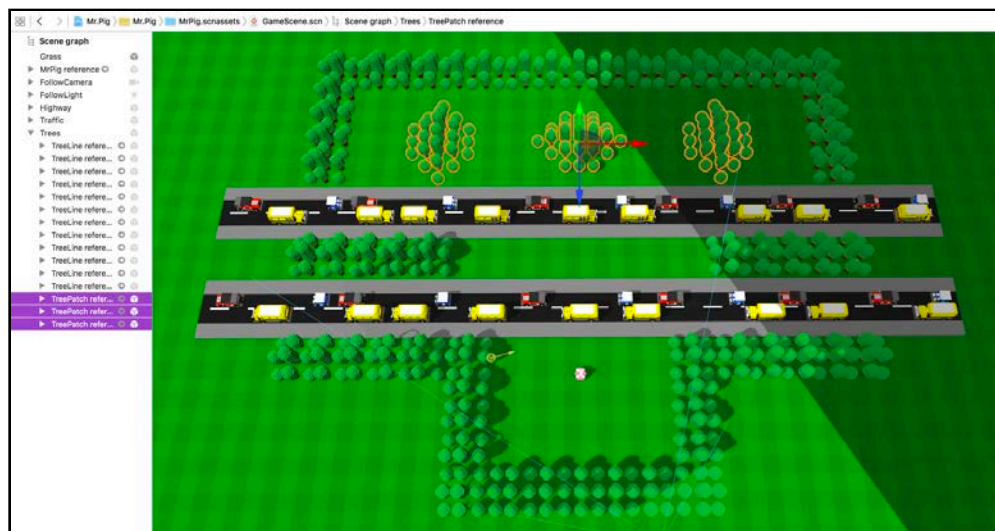 Mr.Pig Mr.Pig MrPig.scnassets GameScene.scn Scene graph Trees TreePatch reference
Scene graph
Grass
MrPig reference
FollowCamera
FollowLight
Highway
Traffic
Trees
TreeLine refere...
TreeLine refere...
TreeLine refere...
TreeLine refere...
TreeLine refere...
TreeLine refere...
TreeLine refere...
TreeLine refere...
TreeLine refere...
TreeLine refere...
TreeLine refere...
TreeLine refere...
TreePatch refer...
TreePatch refer...
TreePatch refer...